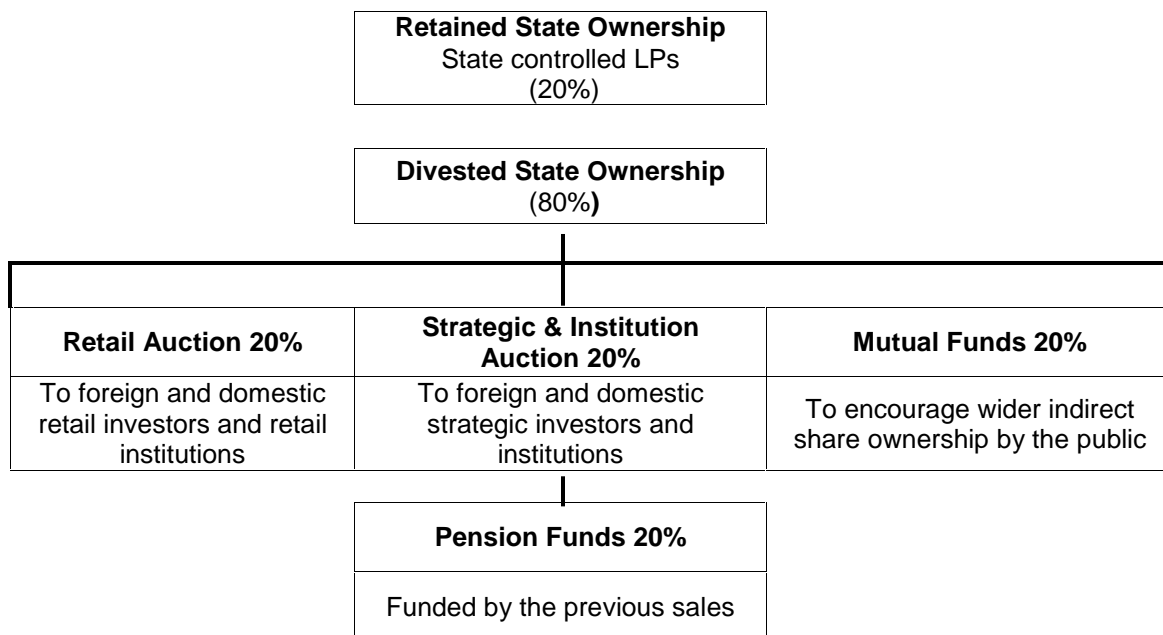 Retained State Ownership
State controlled LPs
(20%)
Divested State Ownership
(80%)
Retail Auction 20%
To foreign and domestic
retail investors and retail
institutions
Strategic & Institution
Auction 20%
To foreign and domestic
strategic investors and
institutions
Mutual Funds 20%
To encourage wider indirect
share ownership by the public
Pension Funds 20%
Funded by the previous sales